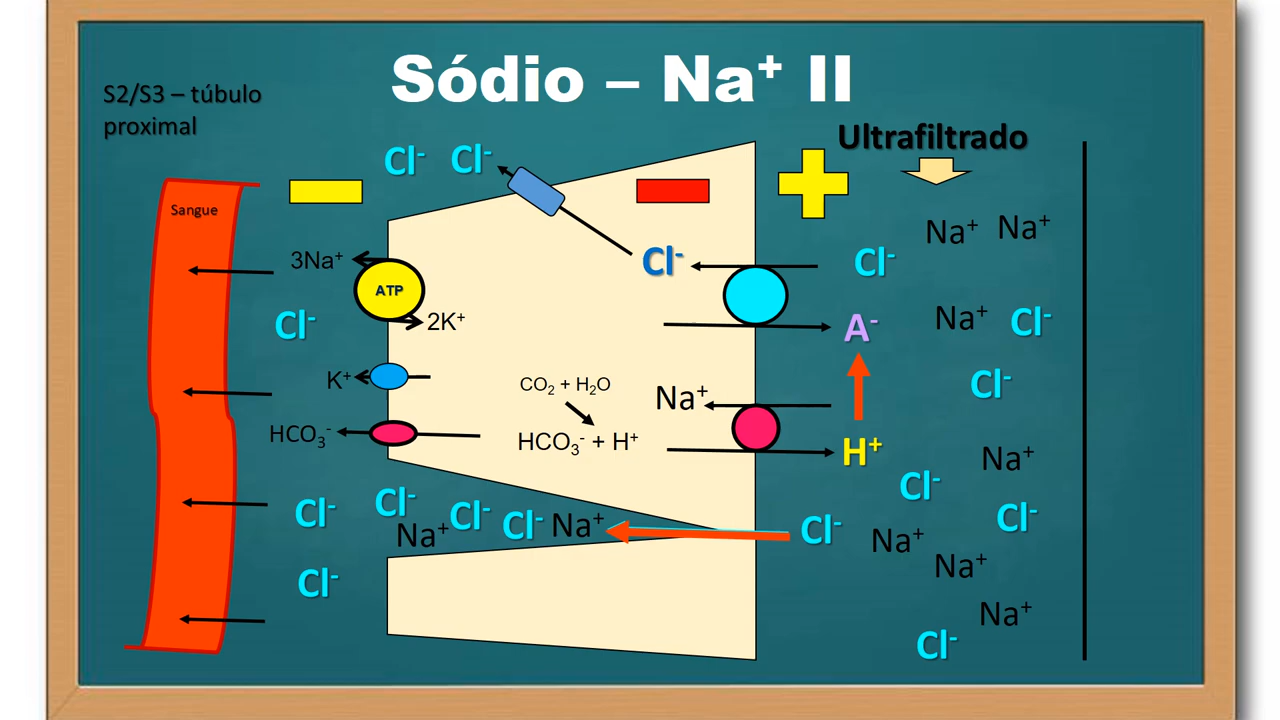 Sódio – Na⁺ II
S2/S3 – túbulo
proximal
Ultrafiltrado
Cl⁻ Cl⁻
Sangue
Na⁺ Na⁺
3Na⁺
Cl⁻
Cl⁻
ATP
2K⁺
Cl⁻
A⁻
Na⁺
Cl⁻
K⁺
CO₂ + H₂O
Na⁺
Cl⁻
HCO₃⁻
HCO₃⁻ + H⁺
H⁺
Na⁺
Cl⁻
Cl⁻
Cl⁻
Na⁺
Cl⁻
Cl⁻
Na⁺
Cl⁻
Na⁺
Cl⁻
Na⁺
Cl⁻
Na⁺
Cl⁻